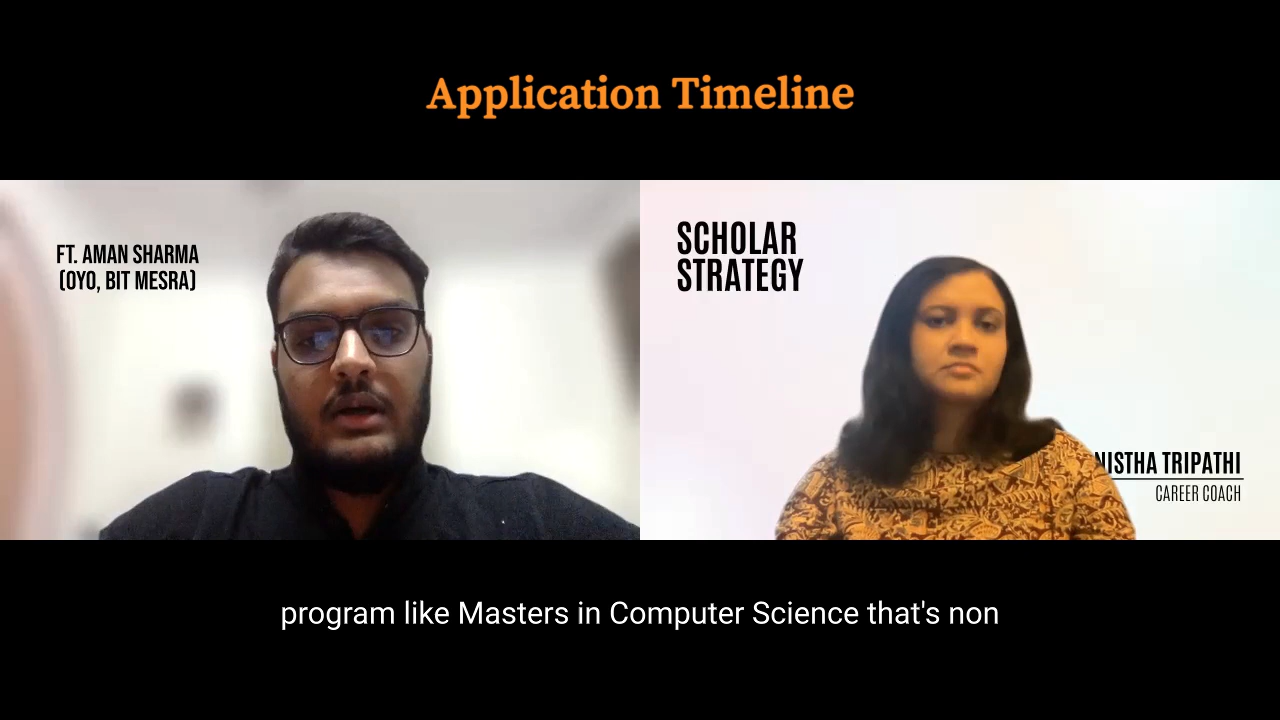 Application Timeline
FT. AMAN SHARMA
(OYO, BIT MESRA)
SCHOLAR
STRATEGY
NISTHA TRIPATHI
CAREER COACH
program like Masters in Computer Science that's non